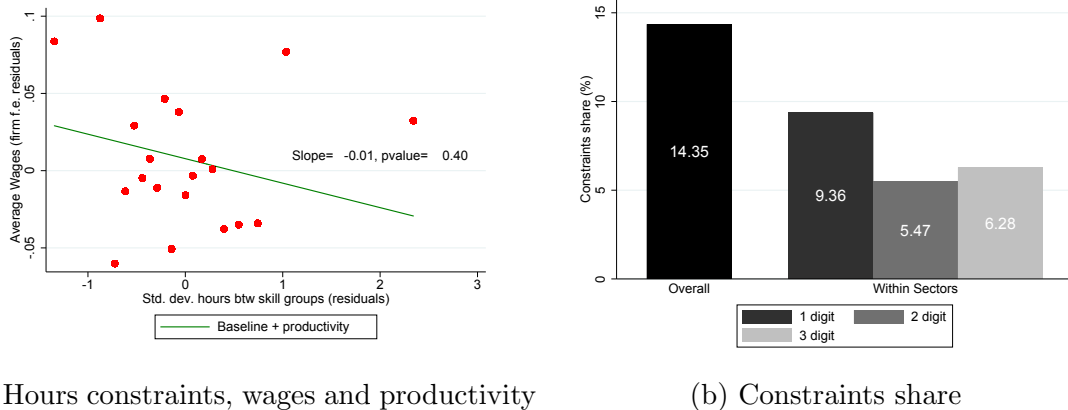 .1
.05
0
-.05
Average Wages (firm f.e. residuals)
Slope= -0.01, pvalue= 0.40
-1 0 1 2 3
Std. dev. hours btw skill groups (residuals)
Baseline + productivity
Hours constraints, wages and productivity
15
10
5
0
Constraints share (%)
14.35
9.36
5.47
6.28
Overall Within Sectors
1 digit 2 digit
3 digit
(b) Constraints share